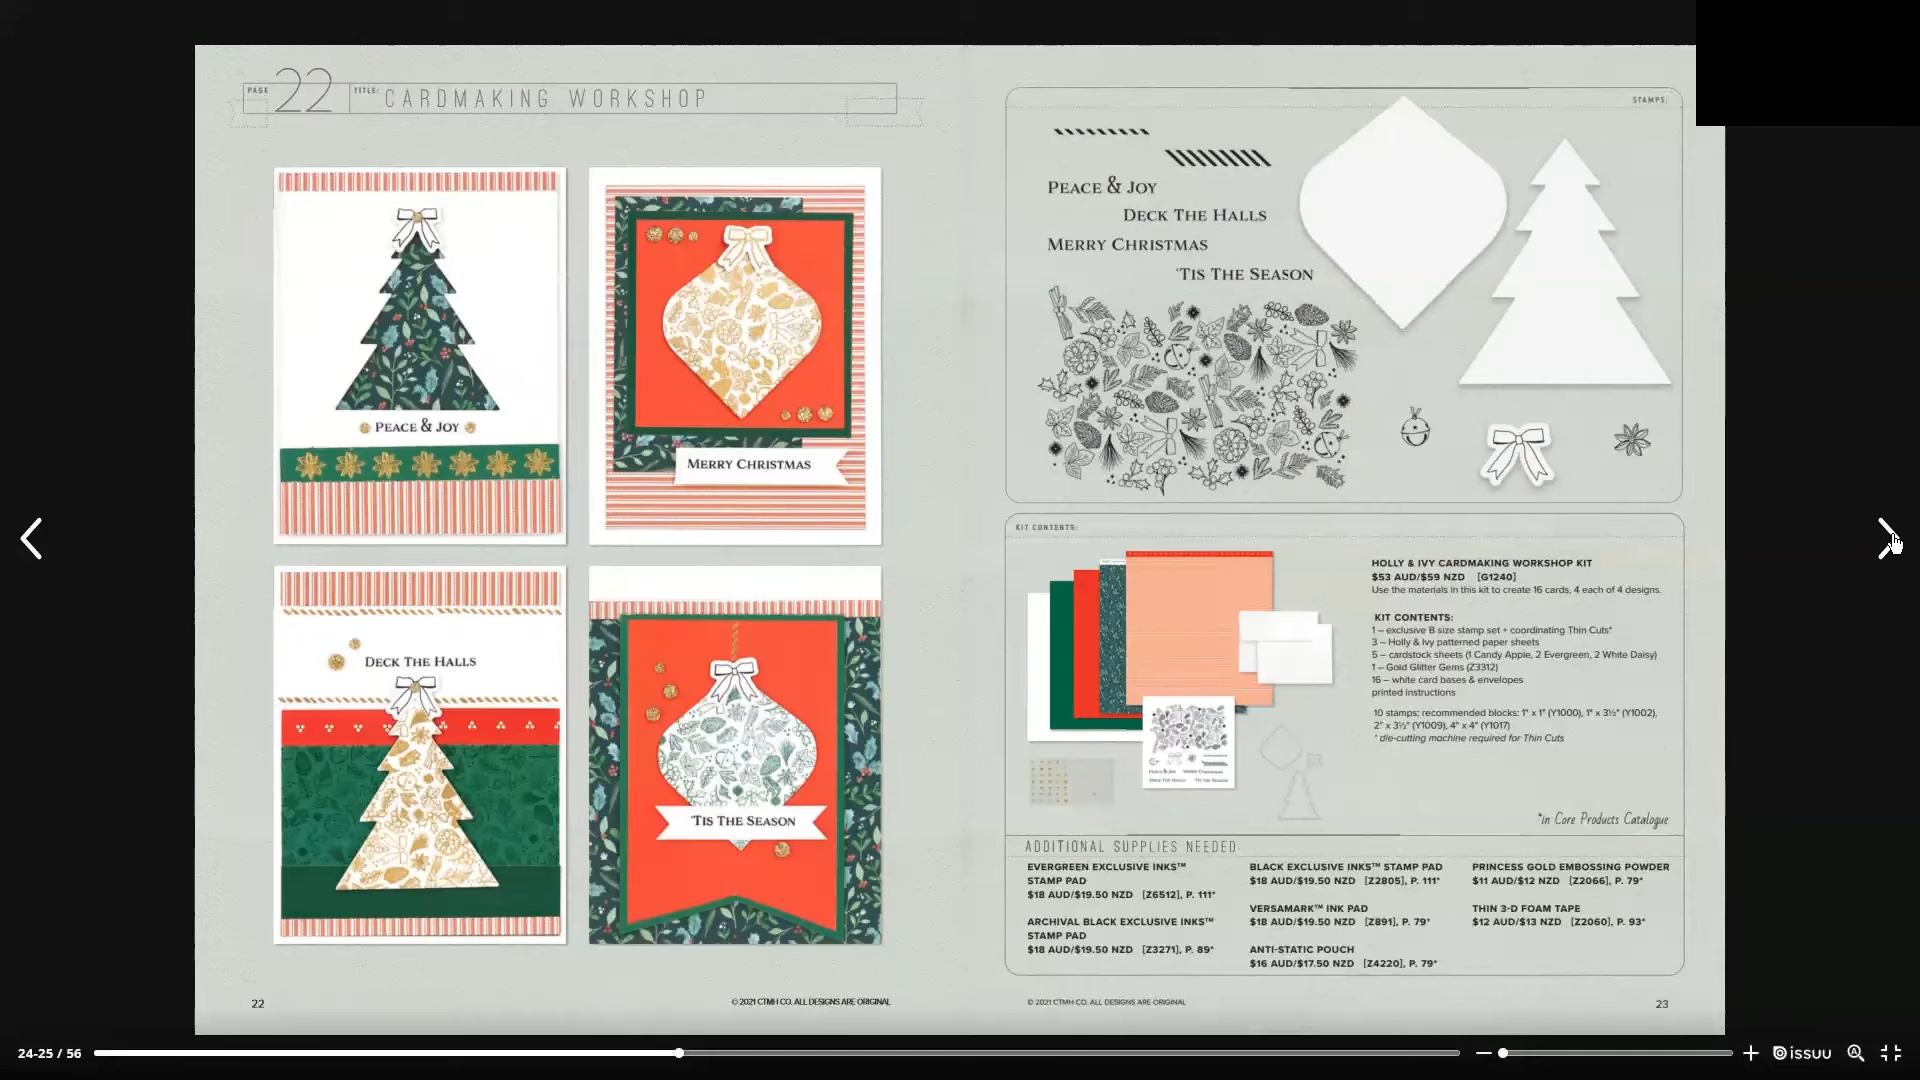 PAGE 22 TITLE: CARDMAKING WORKSHOP
PEACE & JOY
MERRY CHRISTMAS
DECK THE HALLS
'TIS THE SEASON
22
© 2021 CTMH CO. ALL DESIGNS ARE ORIGINAL
STAMPS:
PEACE & JOY
DECK THE HALLS
MERRY CHRISTMAS
'TIS THE SEASON
KIT CONTENTS:
HOLLY & IVY CARDMAKING WORKSHOP KIT
$53 AUD/$59 NZD [G1240]
Use the materials in this kit to create 16 cards, 4 each of 4 designs.
KIT CONTENTS:
1 – exclusive B size stamp set + coordinating Thin Cuts*
3 – Holly & Ivy patterned paper sheets
5 – cardstock sheets (1 Candy Apple, 2 Evergreen, 2 White Daisy)
1 – Gold Glitter Gems (Z3312)
16 – white card bases & envelopes
printed instructions
10 stamps; recommended blocks: 1" x 1" (Y1000), 1" x 3½" (Y1002),
2" x 3½" (Y1009), 4" x 4" (Y1017)
* die-cutting machine required for Thin Cuts
PEACE & JOY MERRY CHRISTMAS
DECK THE HALLS 'TIS THE SEASON
*in Core Products Catalogue
ADDITIONAL SUPPLIES NEEDED:
EVERGREEN EXCLUSIVE INKS™
STAMP PAD
$18 AUD/$19.50 NZD [Z6512], P. 111*
ARCHIVAL BLACK EXCLUSIVE INKS™
STAMP PAD
$18 AUD/$19.50 NZD [Z3271], P. 89*
BLACK EXCLUSIVE INKS™ STAMP PAD
$18 AUD/$19.50 NZD [Z2805], P. 111*
VERSAMARK™ INK PAD
$18 AUD/$19.50 NZD [Z891], P. 79*
ANTI-STATIC POUCH
$16 AUD/$17.50 NZD [Z4220], P. 79*
PRINCESS GOLD EMBOSSING POWDER
$11 AUD/$12 NZD [Z2066], P. 79*
THIN 3-D FOAM TAPE
$12 AUD/$13 NZD [Z2060], P. 93*
© 2021 CTMH CO. ALL DESIGNS ARE ORIGINAL
23
24-25 / 56
issuu